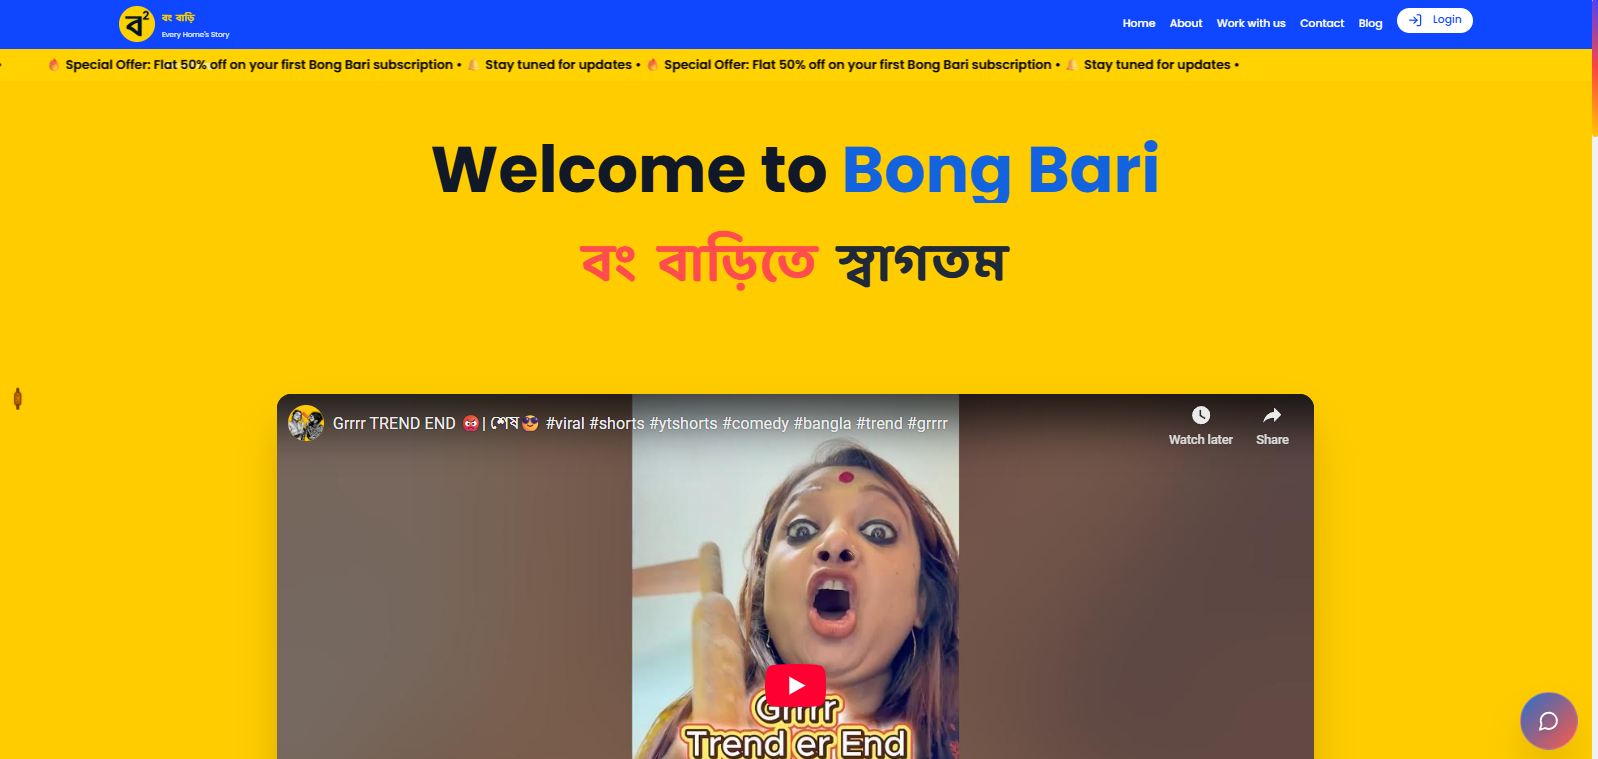 ব²
বং বাড়ি
Every Home's Story
Home About Work with us Contact Blog Login
• 🔥 Special Offer: Flat 50% off on your first Bong Bari subscription • 🔔 Stay tuned for updates • 🔥 Special Offer: Flat 50% off on your first Bong Bari subscription • 🔔 Stay tuned for updates •
Welcome to Bong Bari
বং বাড়িতে স্বাগতম
Grrrr TREND END 👹| শেষ😎 #viral #shorts #ytshorts #comedy #bangla #trend #grrrr
Watch later Share
Grrrr
Trend er End